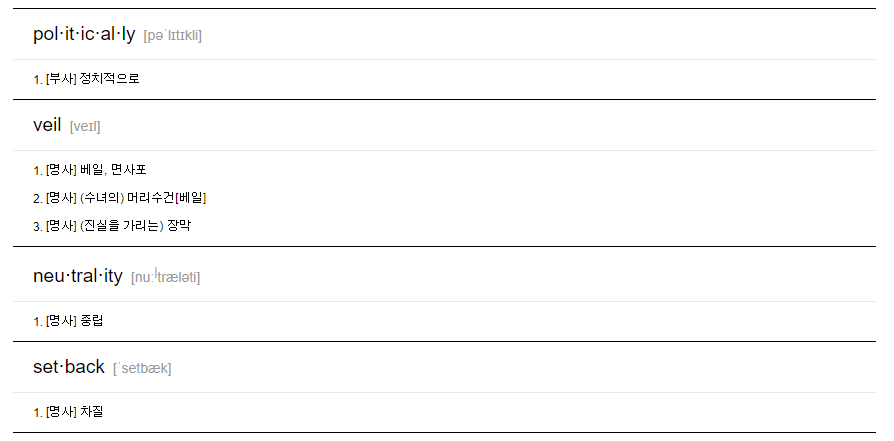 pol·it·ic·al·ly [pəˈlɪtɪkli]
1. [부사] 정치적으로
veil [veɪl]
1. [명사] 베일, 면사포
2. [명사] (수녀의) 머리수건[베일]
3. [명사] (진실을 가리는) 장막
neu·tral·ity [nuːˈtræləti]
1. [명사] 중립
set·back [ˈsetbæk]
1. [명사] 차질